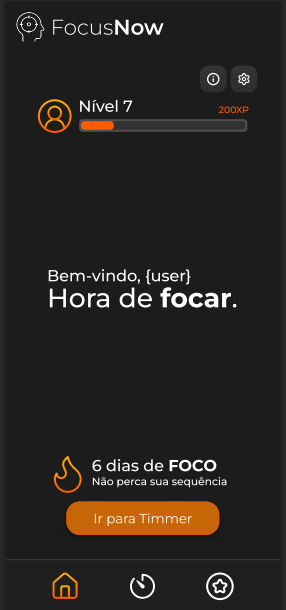 FocusNow
Nível 7
200XP
Bem-vindo, {user}
Hora de focar.
6 dias de FOCO
Não perca sua sequência
Ir para Timmer